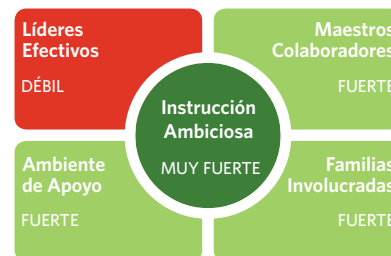 Líderes
Efectivos
DÉBIL
Maestros
Colaboradores
FUERTE
Instrucción
Ambiciosa
MUY FUERTE
Ambiente
de Apoyo
FUERTE
Familias
Involucradas
FUERTE